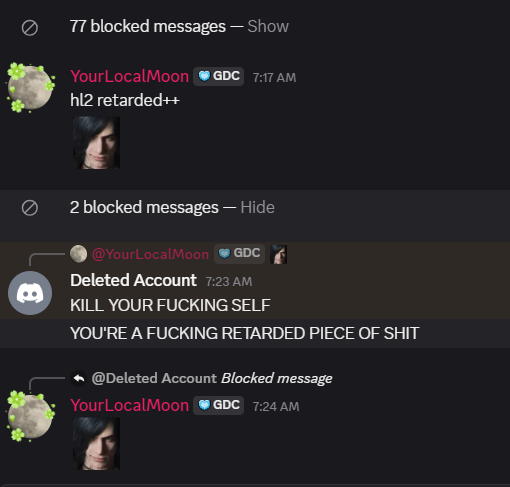 77 blocked messages — Show
YourLocalMoon GDC 7:17 AM
hl2 retarded++
2 blocked messages — Hide
@YourLocalMoon GDC
Deleted Account 7:23 AM
KILL YOUR FUCKING SELF
YOU'RE A FUCKING RETARDED PIECE OF SHIT
@Deleted Account Blocked message
YourLocalMoon GDC 7:24 AM